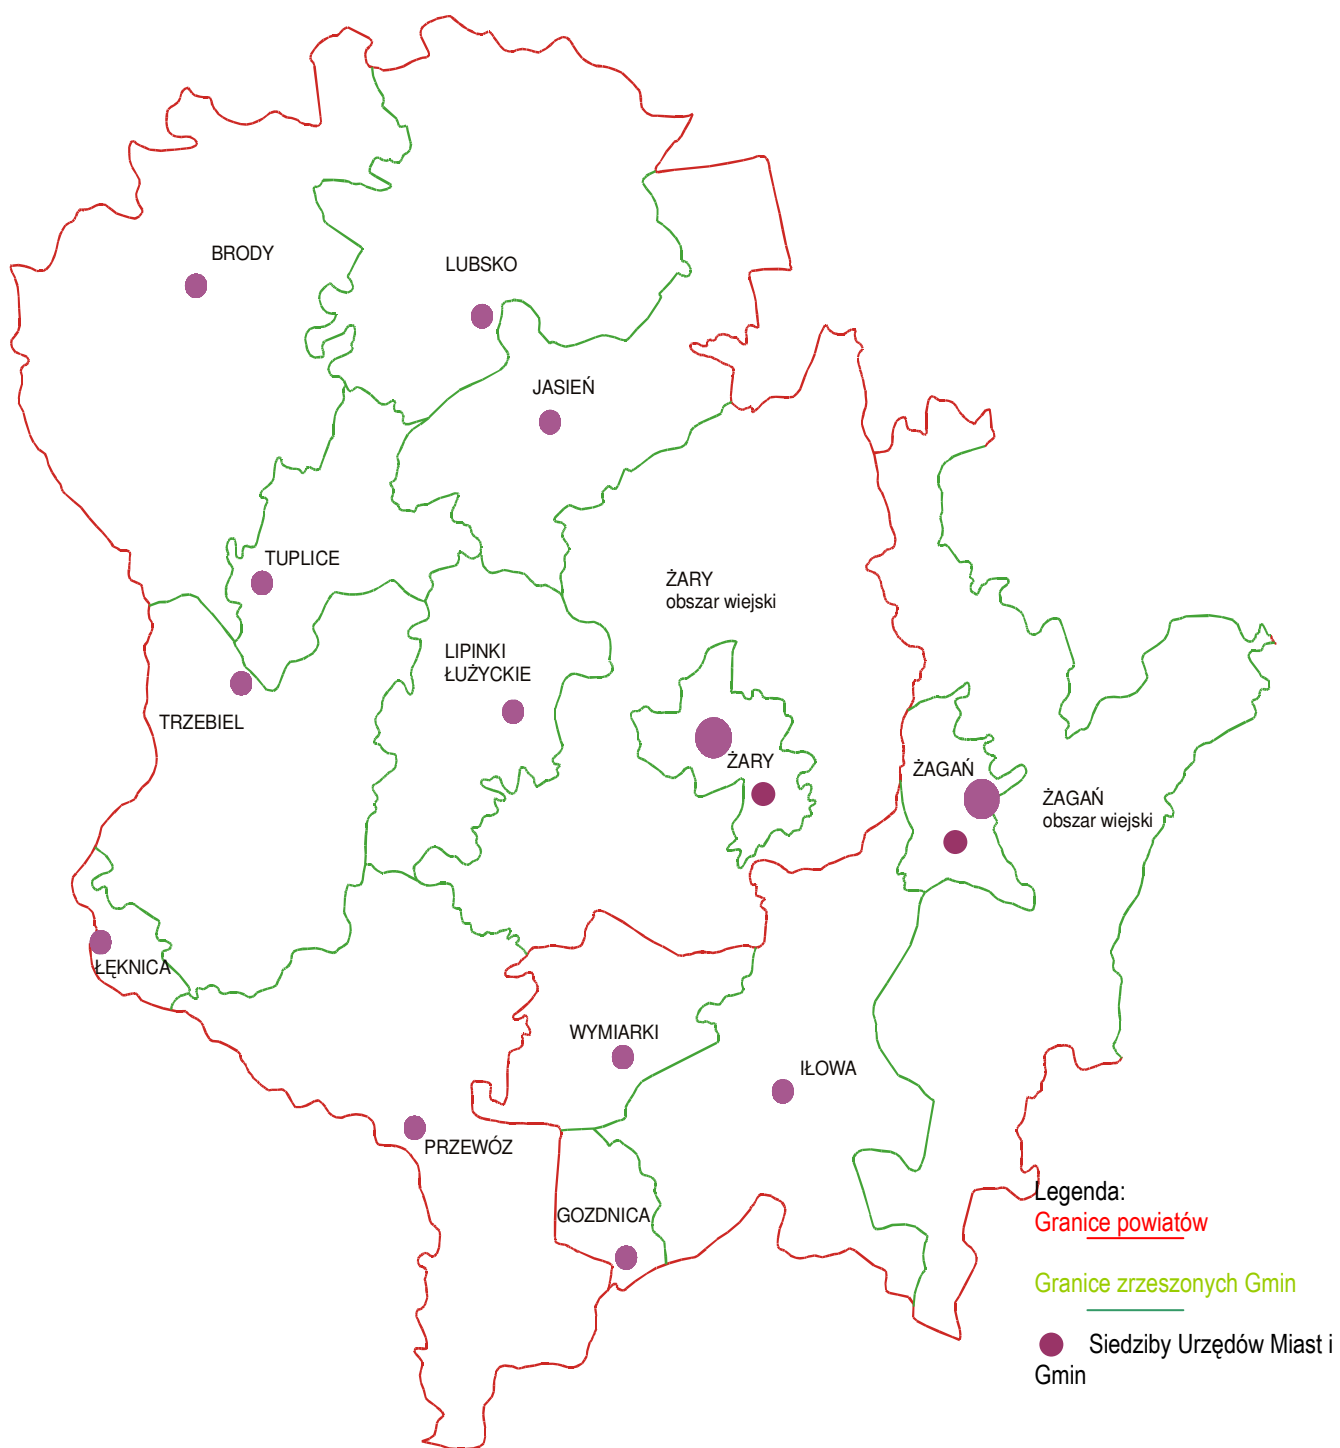 BRODY
LUBSKO
JASIEŃ
TUPLICE
ŻARY
obszar wiejski
LIPINKI
ŁUŻYCKIE
TRZEBIEL
ŻARY
ŻAGAŃ
ŻAGAŃ
obszar wiejski
ŁĘKNICA
WYMIARKI
IŁOWA
PRZEWÓZ
GOZDNICA
Legenda:
Granice powiatów
Granice zrzeszonych Gmin
Siedziby Urzędów Miast i
Gmin